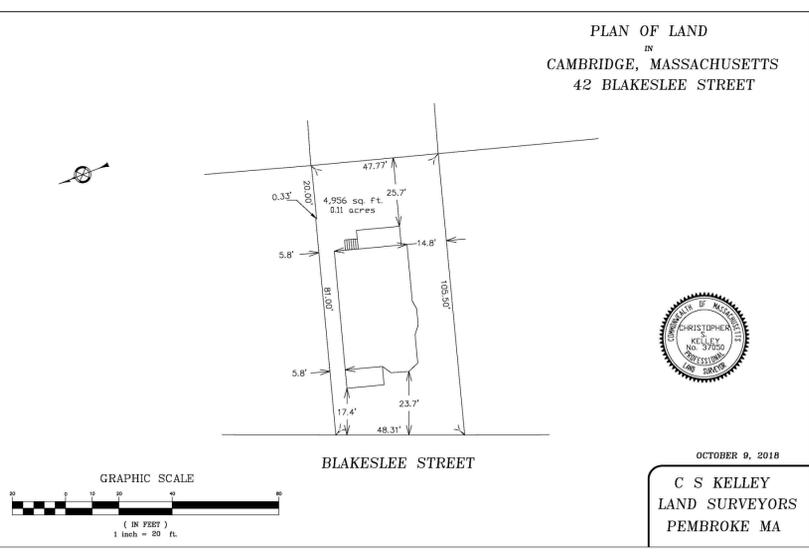 PLAN OF LAND
IN
CAMBRIDGE, MASSACHUSETTS
42 BLAKESLEE STREET
47.77'
20.00'
25.7'
0.33'
4,956 sq. ft.
0.11 acres
14.8'
5.8'
81.00'
105.50'
5.8'
17.4'
23.7'
48.31'
BLAKESLEE STREET
COMMONWEALTH OF MASSACHUSETTS
CHRISTOPHER
S.
KELLEY
No. 37050
PROFESSIONAL
LAND SURVEYOR
OCTOBER 9, 2018
C S KELLEY
LAND SURVEYORS
PEMBROKE MA
GRAPHIC SCALE
20 0 10 20 40 80
( IN FEET )
1 inch = 20 ft.